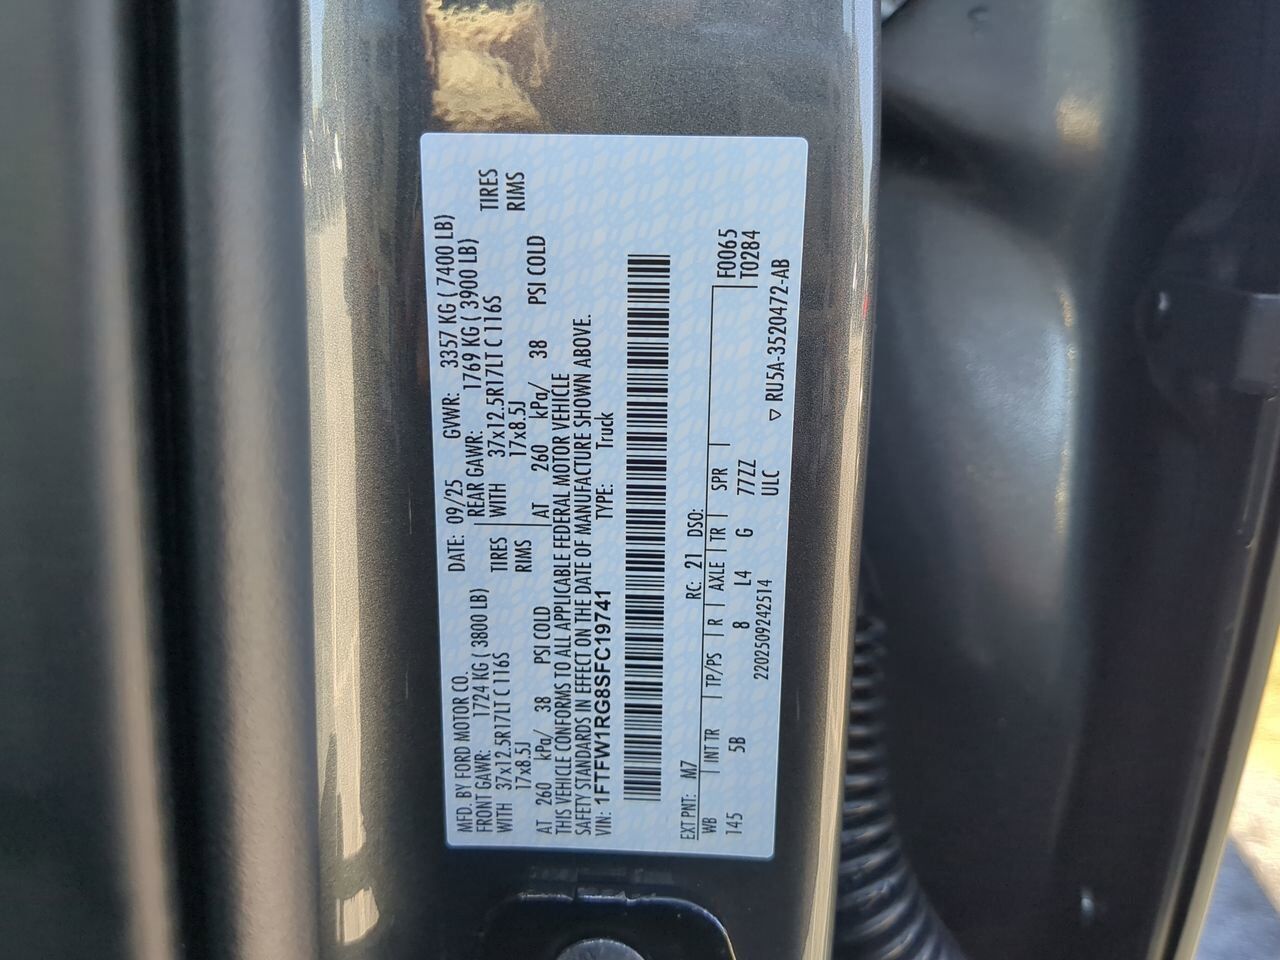 MFD. BY FORD MOTOR CO.
DATE: 09/25 GVWR: 3357 KG ( 7400 LB)
FRONT GAWR: 1724 KG ( 3800 LB) REAR GAWR: 1769 KG ( 3900 LB)
WITH 37x12.5R17LT C 116S TIRES WITH 37x12.5R17LT C 116S TIRES
17x8.5J RIMS 17x8.5J RIMS
AT 260 kPa/ 38 PSI COLD AT 260 kPa/ 38 PSI COLD
THIS VEHICLE CONFORMS TO ALL APPLICABLE FEDERAL MOTOR VEHICLE
SAFETY STANDARDS IN EFFECT ON THE DATE OF MANUFACTURE SHOWN ABOVE.
VIN: 1FTFW1RG8SFC19741 TYPE: Truck
EXT PNT: M7 RC: 21 DSO:
WB INT TR TP/PS R AXLE TR SPR F0065
145 5B 8 L4 G 77ZZ T0284
2202509242514 ULC ▽ RU5A-3520472-AB